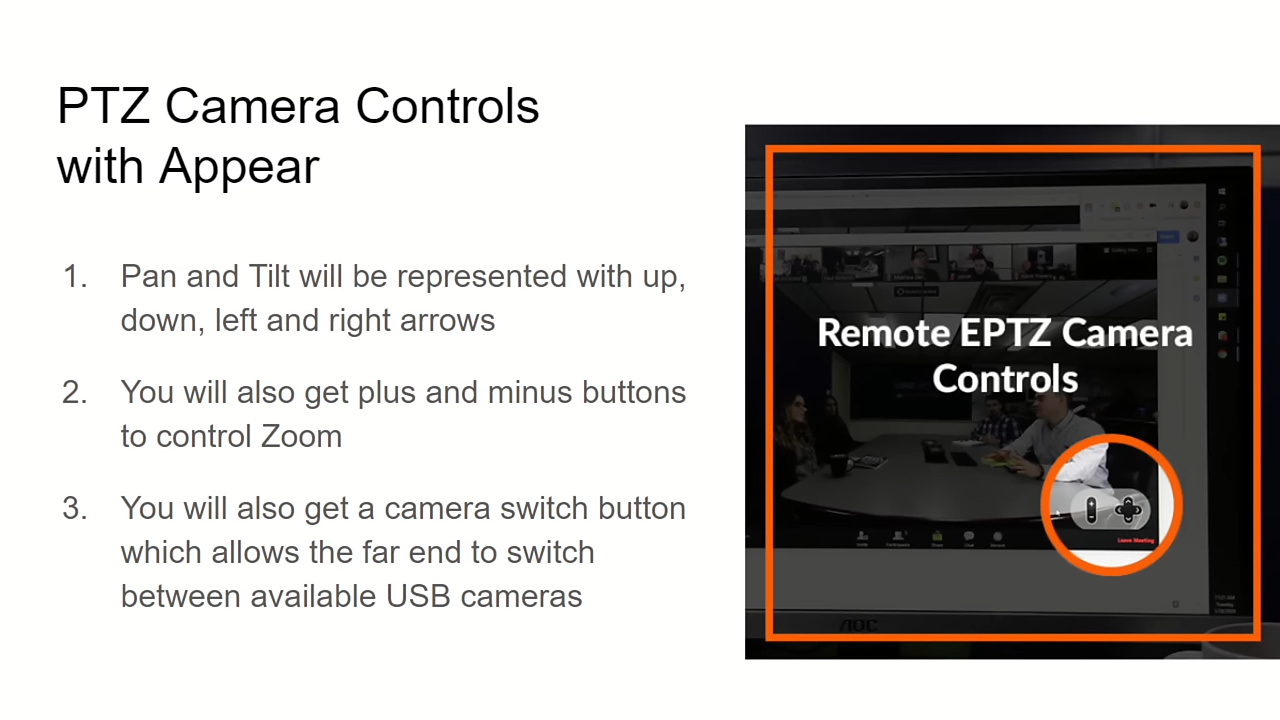 PTZ Camera Controls
with Appear
1. Pan and Tilt will be represented with up,
down, left and right arrows
2. You will also get plus and minus buttons
to control Zoom
3. You will also get a camera switch button
which allows the far end to switch
between available USB cameras
Remote EPTZ Camera
Controls
Leave Meeting
AOC